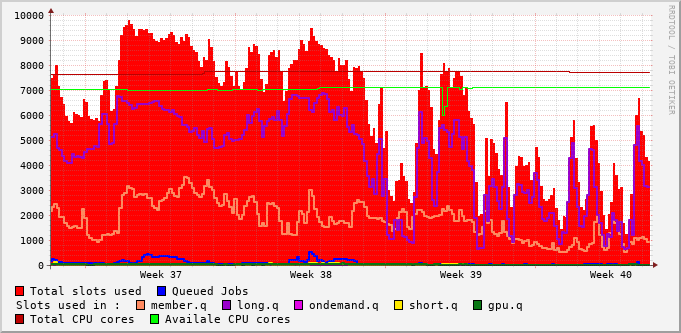 10000
9000
8000
7000
6000
5000
4000
3000
2000
1000
0
Week 37 Week 38 Week 39 Week 40
Total slots used Queued Jobs
Slots used in : member.q long.q ondemand.q short.q gpu.q
Total CPU cores Availale CPU cores
RRDTOOL / TOBI OETIKER